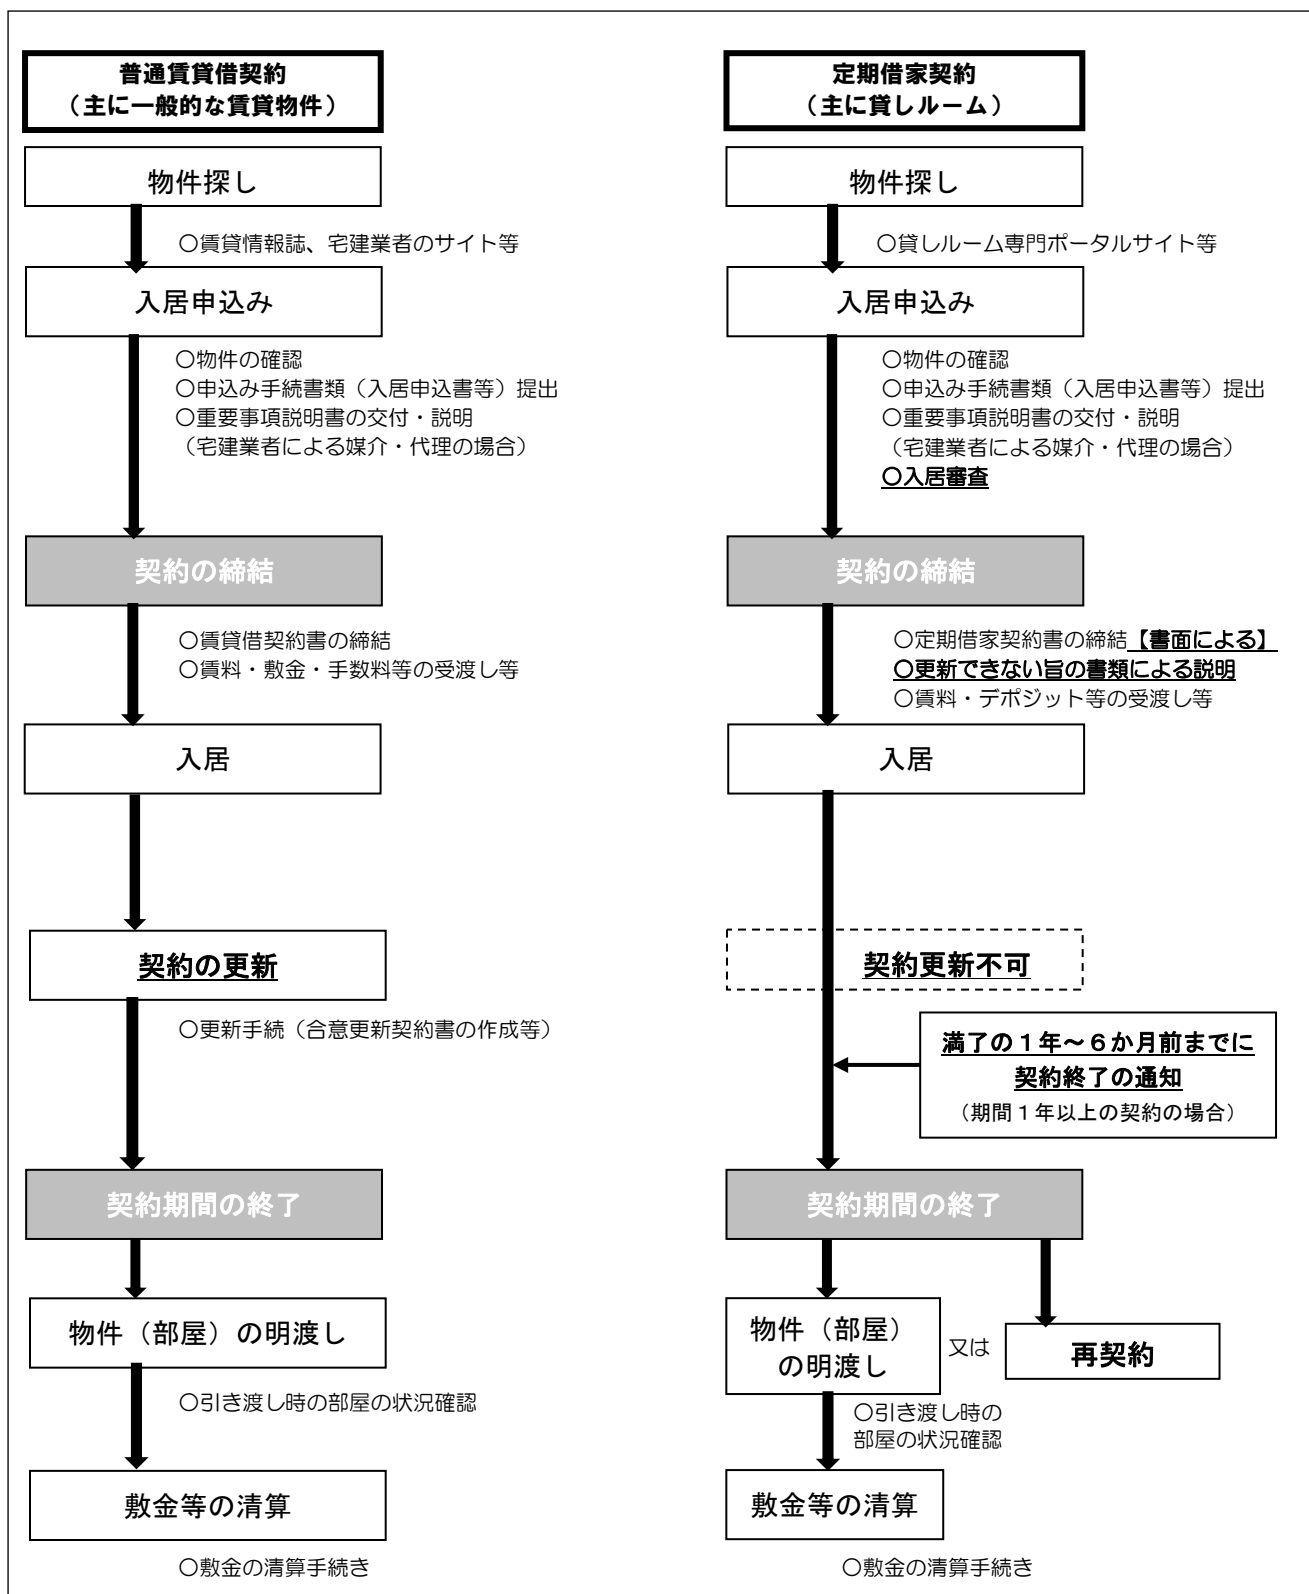 普通賃貸借契約
（主に一般的な賃貸物件）
物件探し
〇賃貸情報誌、宅建業者のサイト等
入居申込み
〇物件の確認
〇申込み手続書類（入居申込書等）提出
〇重要事項説明書の交付・説明
（宅建業者による媒介・代理の場合）
契約の締結
〇賃貸借契約書の締結
〇賃料・敷金・手数料等の受渡し等
入居
契約の更新
〇更新手続（合意更新契約書の作成等）
契約期間の終了
物件（部屋）の明渡し
〇引き渡し時の部屋の状況確認
敷金等の清算
〇敷金の清算手続き
定期借家契約
（主に貸しルーム）
物件探し
〇貸しルーム専門ポータルサイト等
入居申込み
〇物件の確認
〇申込み手続書類（入居申込書等）提出
〇重要事項説明書の交付・説明
（宅建業者による媒介・代理の場合）
〇入居審査
契約の締結
〇定期借家契約書の締結【書面による】
〇更新できない旨の書類による説明
〇賃料・デポジット等の受渡し等
入居
契約更新不可
満了の１年～６か月前までに
契約終了の通知
（期間１年以上の契約の場合）
契約期間の終了
物件（部屋）
の明渡し
又は
再契約
〇引き渡し時の
部屋の状況確認
敷金等の清算
〇敷金の清算手続き